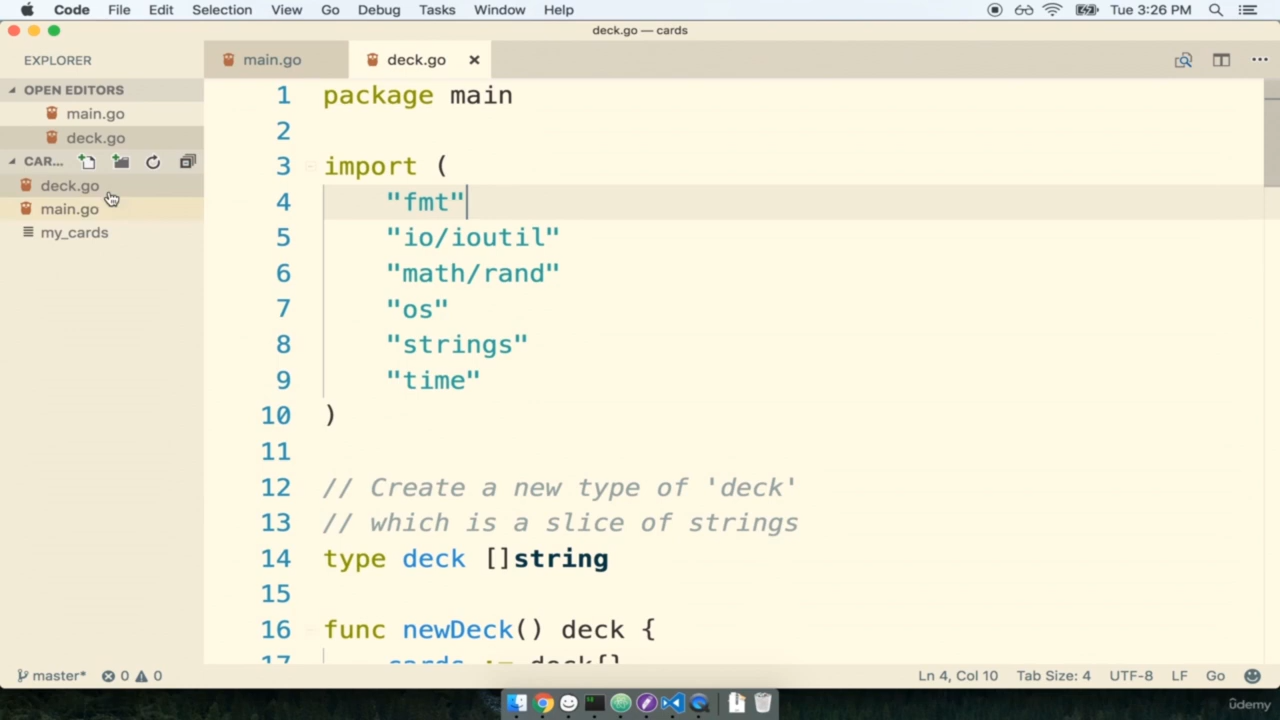 Code File Edit Selection View Go Debug Tasks Window Help Tue 3:26 PM
deck.go — cards
EXPLORER
main.go
deck.go
OPEN EDITORS
main.go
deck.go
CAR...
deck.go
main.go
my_cards
1 package main
2
3 import (
4 "fmt"
5 "io/ioutil"
6 "math/rand"
7 "os"
8 "strings"
9 "time"
10 )
11
12 // Create a new type of 'deck'
13 // which is a slice of strings
14 type deck []string
15
16 func newDeck() deck {
17 cards := deck{}
master* 0 0 Ln 4, Col 10 Tab Size: 4 UTF-8 LF Go
ûdemy